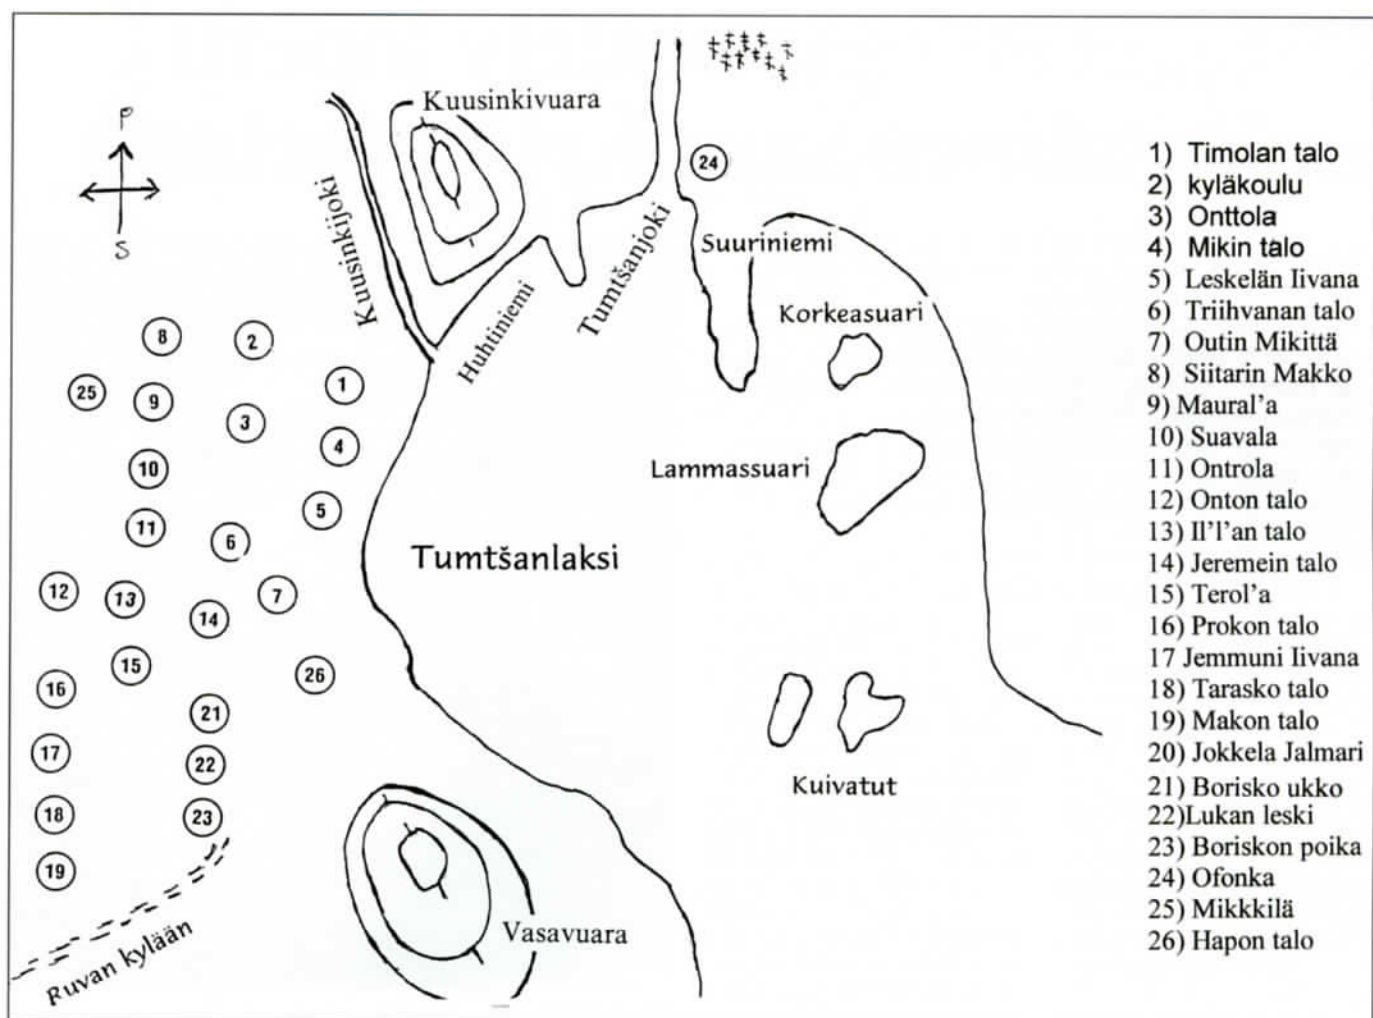 P
S
Kuusinkivuara
Kuusinkijoki
Huhtiniemi
Tumtšanjoki
24
Suuriniemi
Korkeasuari
Lammassuari
Tumtšanlaksi
Kuivatut
Vasavuara
Ruvan kylään
8
2
25
9
1
3
4
10
5
11
6
12
13
7
14
15
26
16
21
17
22
18
23
19
1) Timolan talo
2) kyläkoulu
3) Onttola
4) Mikin talo
5) Leskelän Iivana
6) Triihvanan talo
7) Outin Mikittä
8) Siitarin Makko
9) Maural'a
10) Suavala
11) Ontrola
12) Onton talo
13) Il'l'an talo
14) Jeremein talo
15) Terol'a
16) Prokon talo
17 Jemmuni Iivana
18) Tarasko talo
19) Makon talo
20) Jokkela Jalmari
21) Borisko ukko
22)Lukan leski
23) Boriskon poika
24) Ofonka
25) Mikkkilä
26) Hapon talo